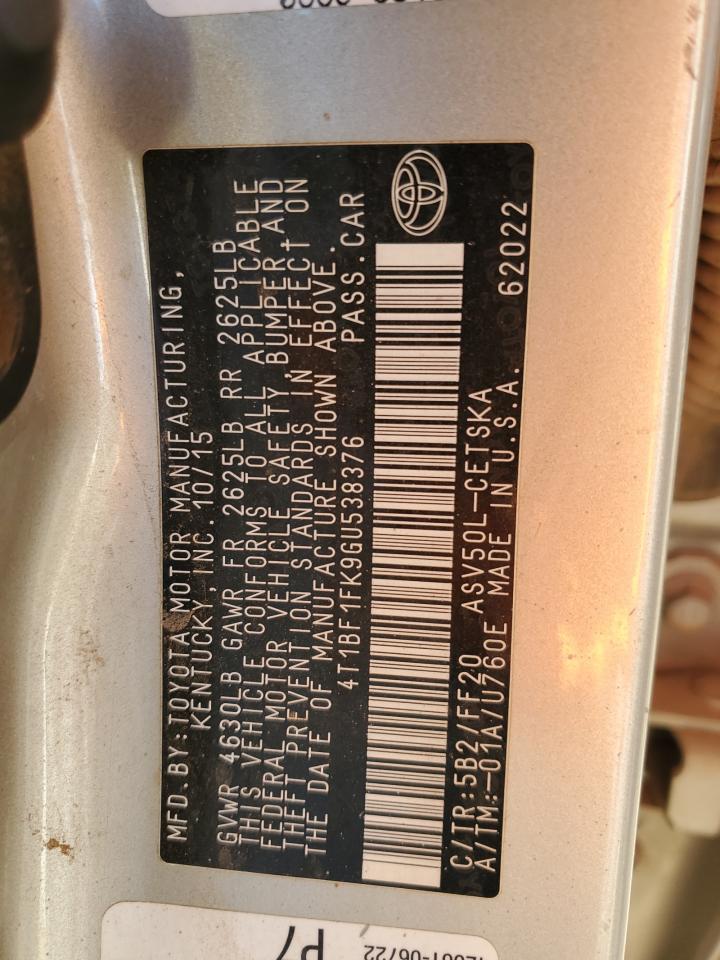 MFD. BY: TOYOTA MOTOR MANUFACTURING,
KENTUCKY, INC. 10/15
GVWR 4630LB GAWR FR 2625LB RR 2625LB
THIS VEHICLE CONFORMS TO ALL APPLICABLE
FEDERAL MOTOR VEHICLE SAFETY, BUMPER, AND
THEFT PREVENTION STANDARDS IN EFFECT ON
THE DATE OF MANUFACTURE SHOWN ABOVE.
4T1BF1FK9GU538376 PASS. CAR
C/TR: 5B2/FF20 ASV50L-CETSKA
A/TM: -01A/U760E MADE IN U.S.A. 62022
P7